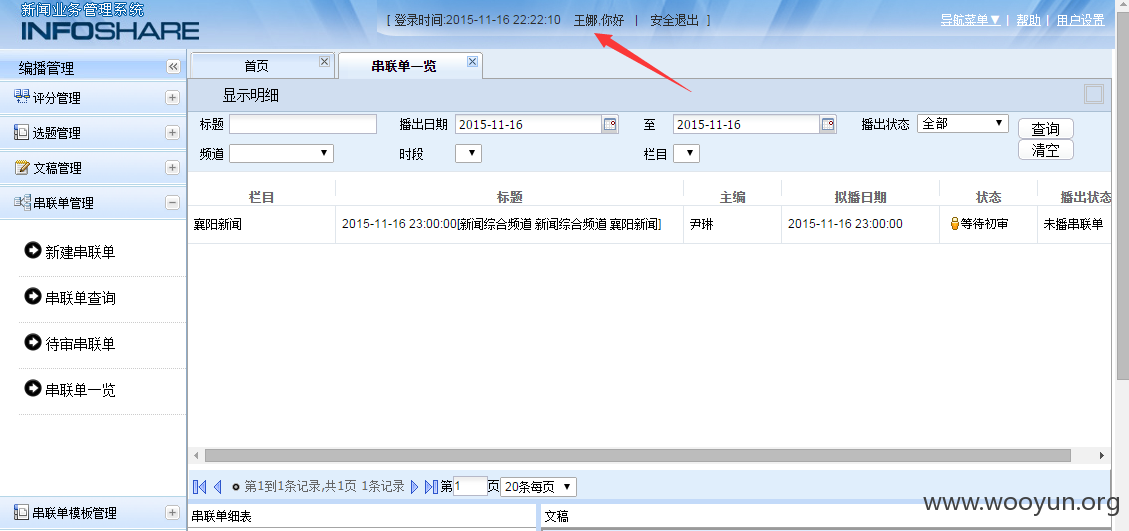 新闻业务管理系统
INFOSHARE
[ 登录时间:2015-11-16 22:22:10 王娜,你好 | 安全退出 ]
导航菜单▼ | 帮助 | 用户设置
编播管理
评分管理
选题管理
文稿管理
串联单管理
新建串联单
串联单查询
待审串联单
串联单一览
串联单模板管理
首页 串联单一览
显示明细
标题 播出日期 2015-11-16 至 2015-11-16 播出状态 全部 查询
频道 时段 栏目 清空
栏目 标题 主编 拟播日期 状态 播出状态
襄阳新闻 2015-11-16 23:00:00[新闻综合频道 新闻综合频道 襄阳新闻] 尹琳 2015-11-16 23:00:00 等待初审 未播串联单
第1到1条记录,共1页 1条记录 第1页 20条每页
串联单细表 文稿
www.wooyun.org